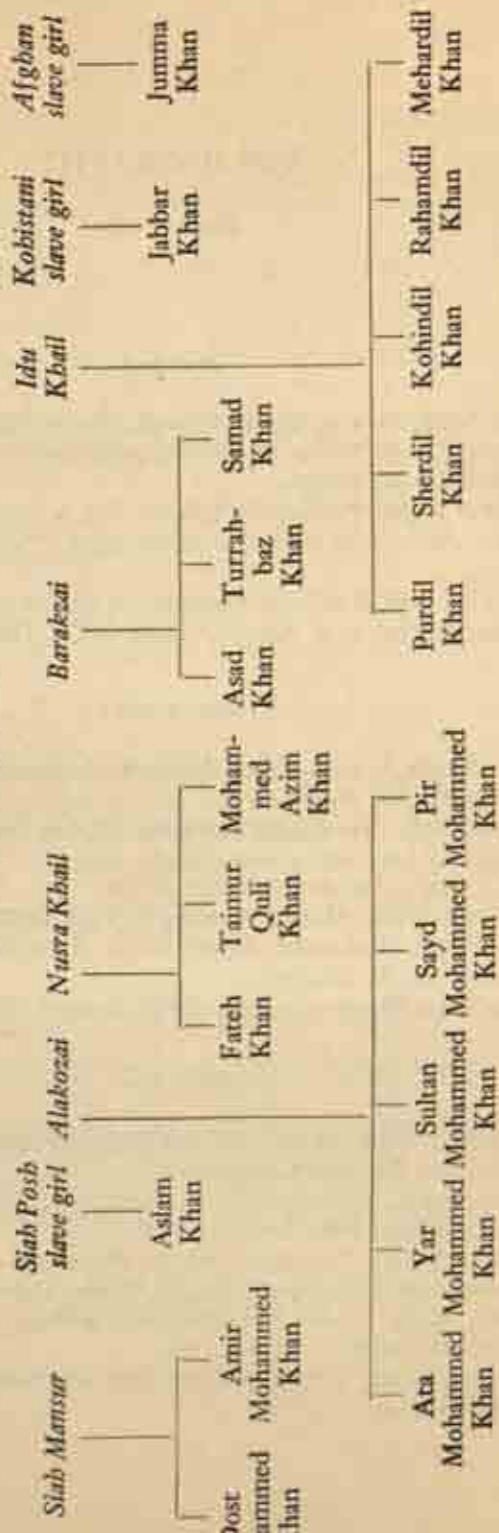 Siah Mansur
Siah Posh
slave girl
Alakozai
Nusra Khail
Barakzai
Idu
Khail
Kohistani
slave girl
Afghan
slave girl
Dost
ammed
han
Amir
Mohammed
Khan
Aslam
Khan
Fateh
Khan
Taimur
Quli
Khan
Moham-
med
Azim
Khan
Asad
Khan
Turrah-
baz
Khan
Samad
Khan
Jabbar
Khan
Jumma
Khan
Ata
Mohammed
Khan
Yar
Mohammed
Khan
Sultan
Mohammed
Khan
Sayd
Mohammed
Khan
Pir
Mohammed
Khan
Purdil
Khan
Sherdil
Khan
Kohindil
Khan
Rahamdil
Khan
Mehardil
Khan